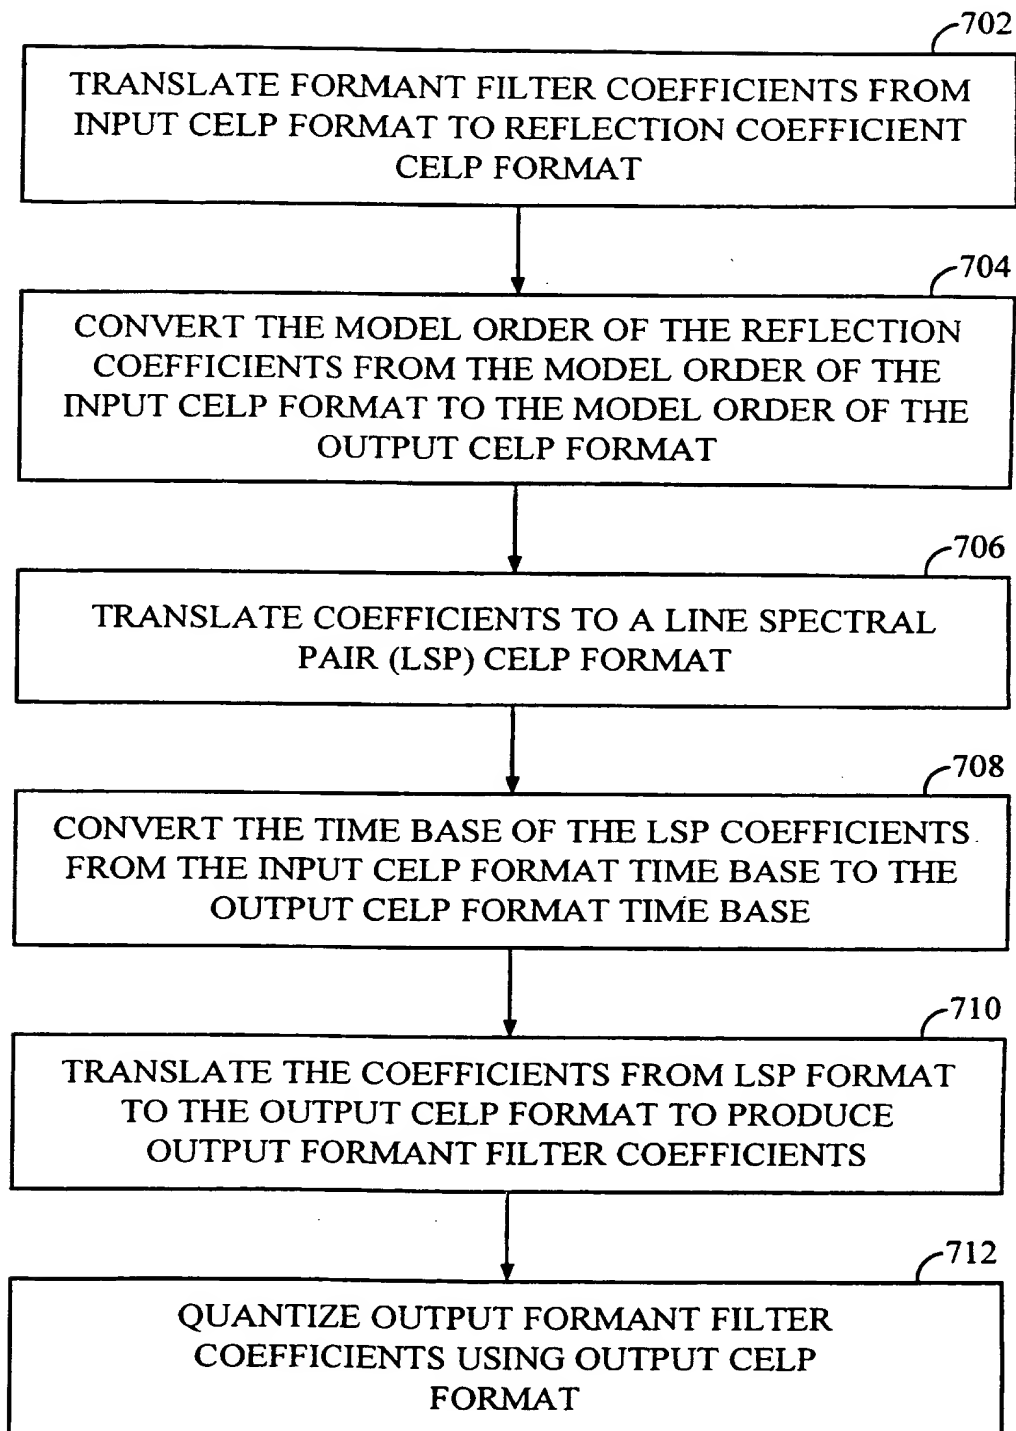 702
TRANSLATE FORMANT FILTER COEFFICIENTS FROM
INPUT CELP FORMAT TO REFLECTION COEFFICIENT
CELP FORMAT
704
CONVERT THE MODEL ORDER OF THE REFLECTION
COEFFICIENTS FROM THE MODEL ORDER OF THE
INPUT CELP FORMAT TO THE MODEL ORDER OF THE
OUTPUT CELP FORMAT
706
TRANSLATE COEFFICIENTS TO A LINE SPECTRAL
PAIR (LSP) CELP FORMAT
708
CONVERT THE TIME BASE OF THE LSP COEFFICIENTS
FROM THE INPUT CELP FORMAT TIME BASE TO THE
OUTPUT CELP FORMAT TIME BASE
710
TRANSLATE THE COEFFICIENTS FROM LSP FORMAT
TO THE OUTPUT CELP FORMAT TO PRODUCE
OUTPUT FORMANT FILTER COEFFICIENTS
712
QUANTIZE OUTPUT FORMANT FILTER
COEFFICIENTS USING OUTPUT CELP
FORMAT